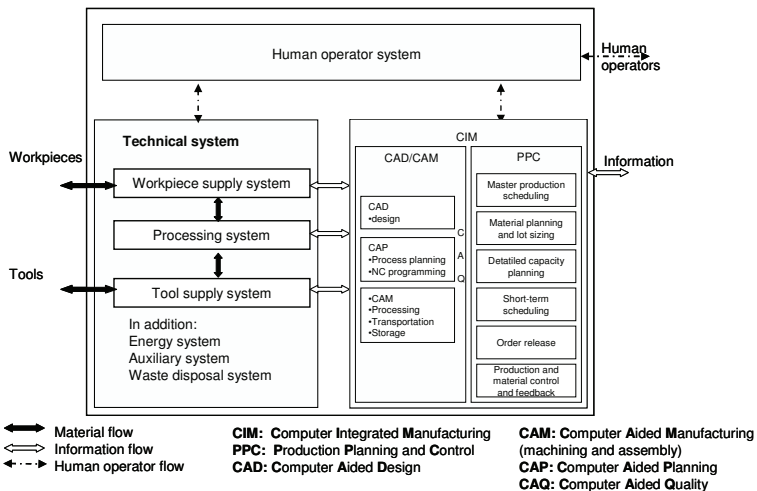 Human operator system
Human
operators
Technical system
Workpieces
Workpiece supply system
Processing system
Tools
Tool supply system
In addition:
Energy system
Auxiliary system
Waste disposal system
CIM
CAD/CAM
CAD
•design
CAP
•Process planning
•NC programming
•CAM
•Processing
•Transportation
•Storage
C
A
Q
PPC
Master production
scheduling
Material planning
and lot sizing
Detatiled capacity
planning
Short-term
scheduling
Order release
Production and
material control
and feedback
Information
Material flow
Information flow
Human operator flow
CIM: Computer Integrated Manufacturing
PPC: Production Planning and Control
CAD: Computer Aided Design
CAM: Computer Aided Manufacturing
(machining and assembly)
CAP: Computer Aided Planning
CAQ: Computer Aided Quality